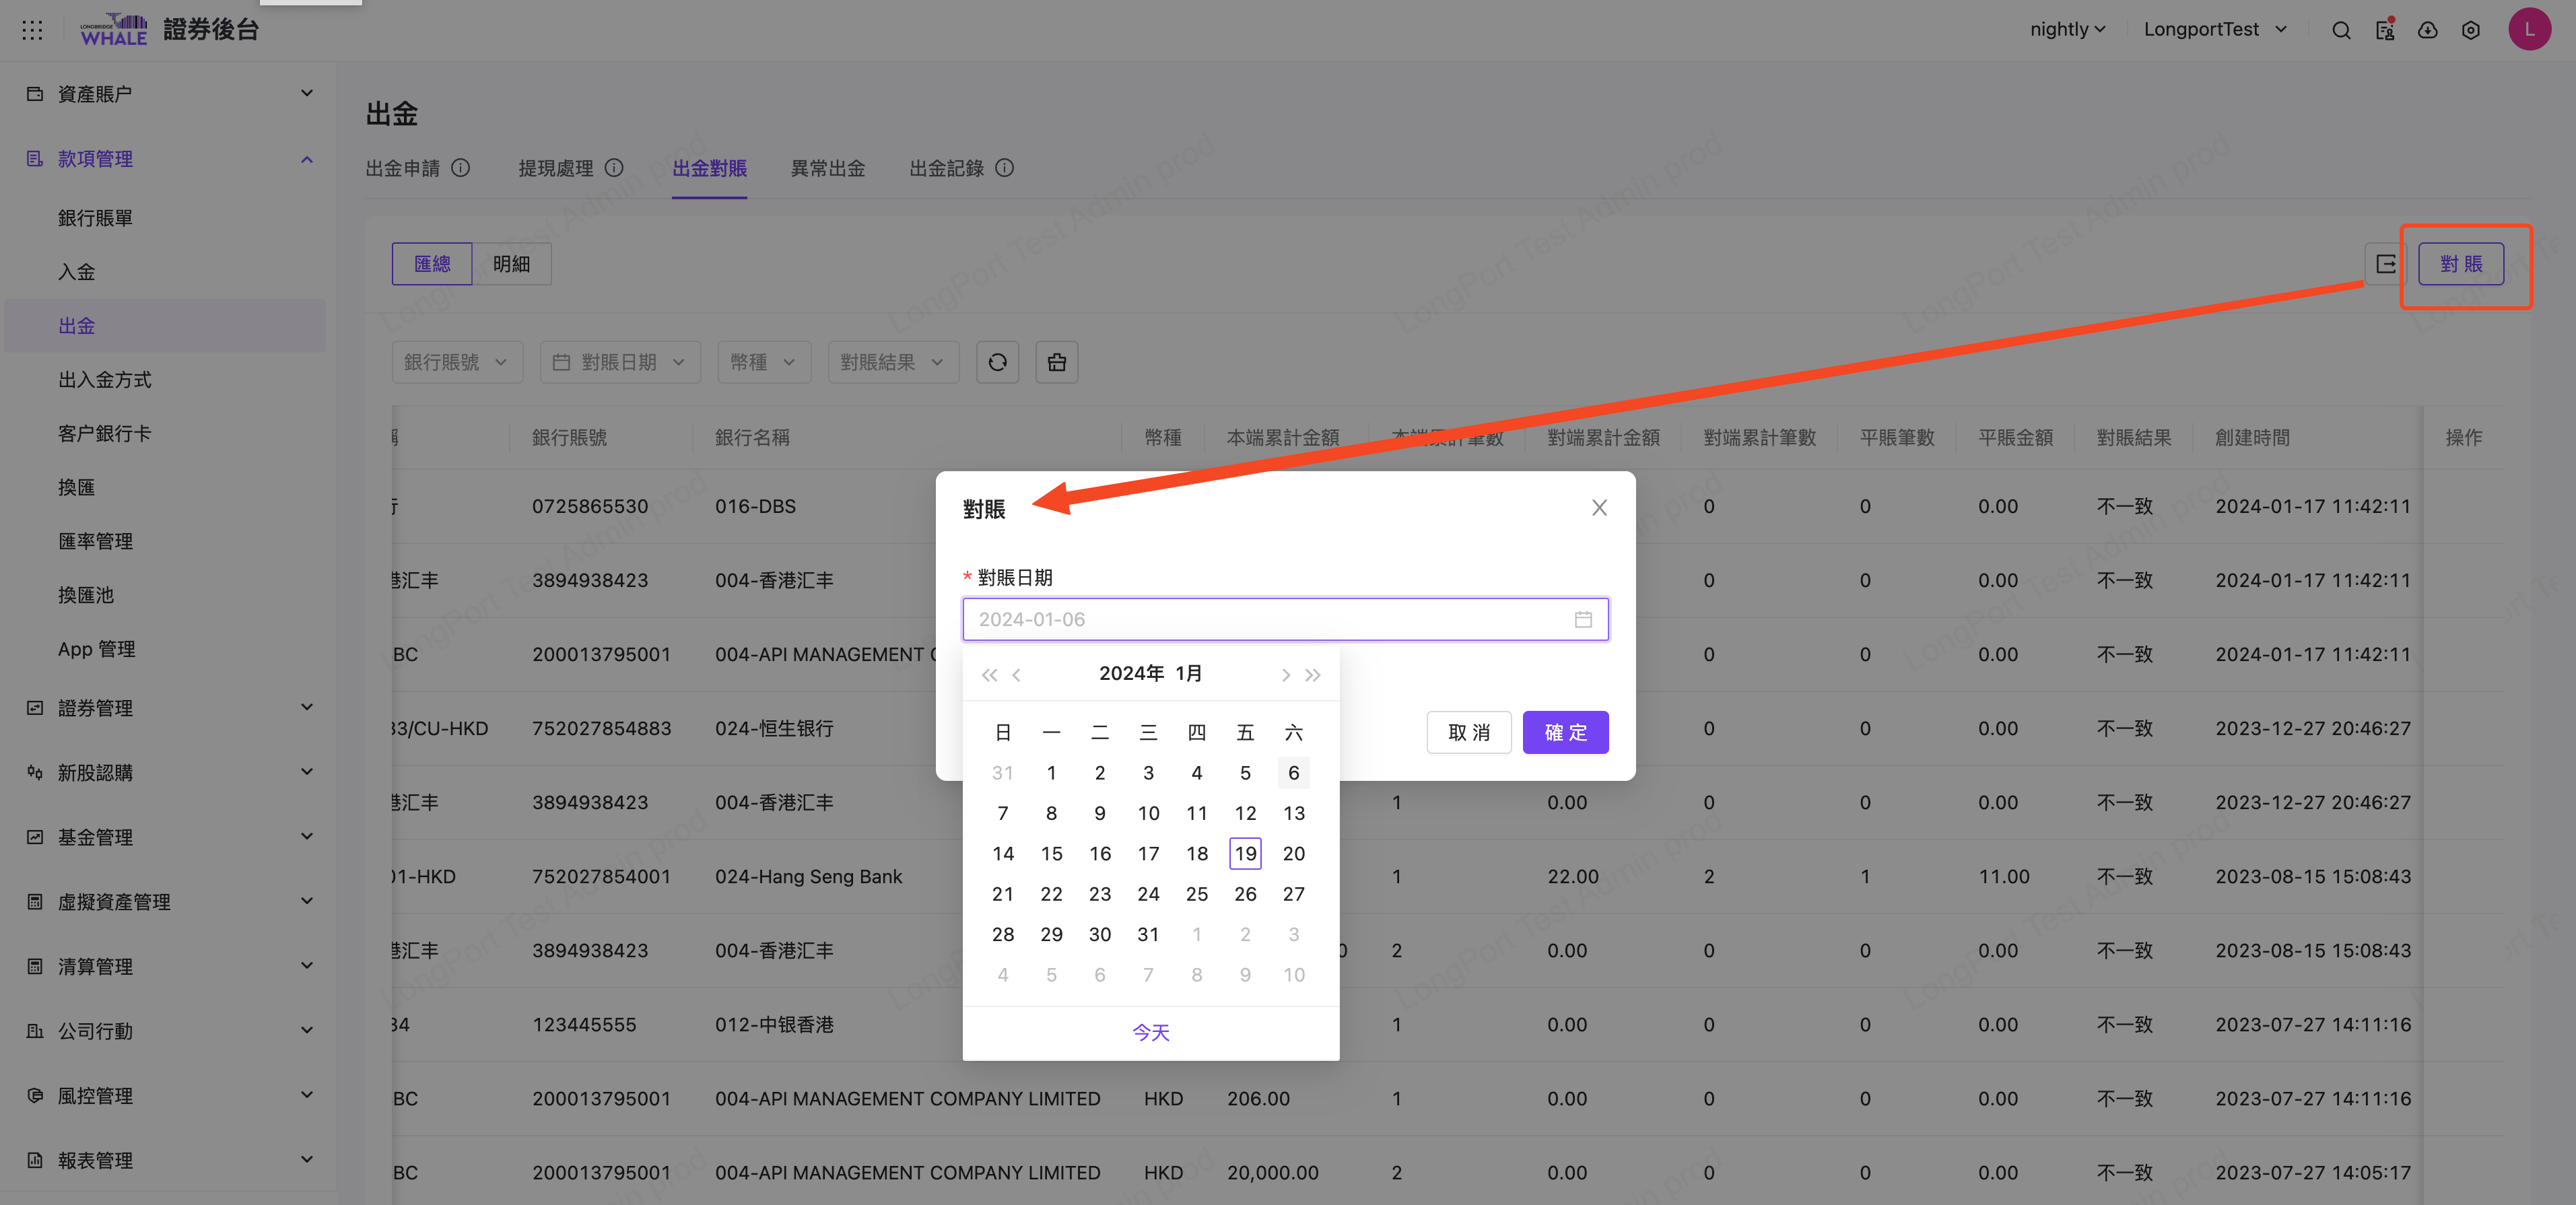 LONGBRIDGE
WHALE 證券後台
nightly LongportTest L
資產賬户
款項管理
銀行賬單
入金
出金
出入金方式
客户銀行卡
換匯
匯率管理
換匯池
App 管理
證券管理
新股認購
基金管理
虛擬資產管理
清算管理
公司行動
風控管理
報表管理
出金
出金申請 提現處理 出金對賬 異常出金 出金記錄
匯總 明細 對賬
銀行賬號 對賬日期 幣種 對賬結果
銀行賬號 銀行名稱 幣種 本端累計金額 本端累計筆數 對端累計金額 對端累計筆數 平賬筆數 平賬金額 對賬結果 創建時間 操作
0725865530 016-DBS 0 0 0.00 不一致 2024-01-17 11:42:11
港汇丰 3894938423 004-香港汇丰 0 0 0.00 不一致 2024-01-17 11:42:11
BC 200013795001 004-API MANAGEMENT C 0 0 0.00 不一致 2024-01-17 11:42:11
33/CU-HKD 752027854883 024-恒生银行 0 0 0.00 不一致 2023-12-27 20:46:27
港汇丰 3894938423 004-香港汇丰 1 0.00 0 0 0.00 不一致 2023-12-27 20:46:27
01-HKD 752027854001 024-Hang Seng Bank 1 22.00 2 1 11.00 不一致 2023-08-15 15:08:43
港汇丰 3894938423 004-香港汇丰 0 2 0.00 0 0 0.00 不一致 2023-08-15 15:08:43
34 123445555 012-中银香港 1 0.00 0 0 0.00 不一致 2023-07-27 14:11:16
BC 200013795001 004-API MANAGEMENT COMPANY LIMITED HKD 206.00 1 0.00 0 0 0.00 不一致 2023-07-27 14:11:16
BC 200013795001 004-API MANAGEMENT COMPANY LIMITED HKD 20,000.00 2 0.00 0 0 0.00 不一致 2023-07-27 14:05:17
對賬
* 對賬日期
2024-01-06
2024年 1月
日 一 二 三 四 五 六
31 1 2 3 4 5 6
7 8 9 10 11 12 13
14 15 16 17 18 19 20
21 22 23 24 25 26 27
28 29 30 31 1 2 3
4 5 6 7 8 9 10
今天
取消 確定
LongPort Test Admin prod